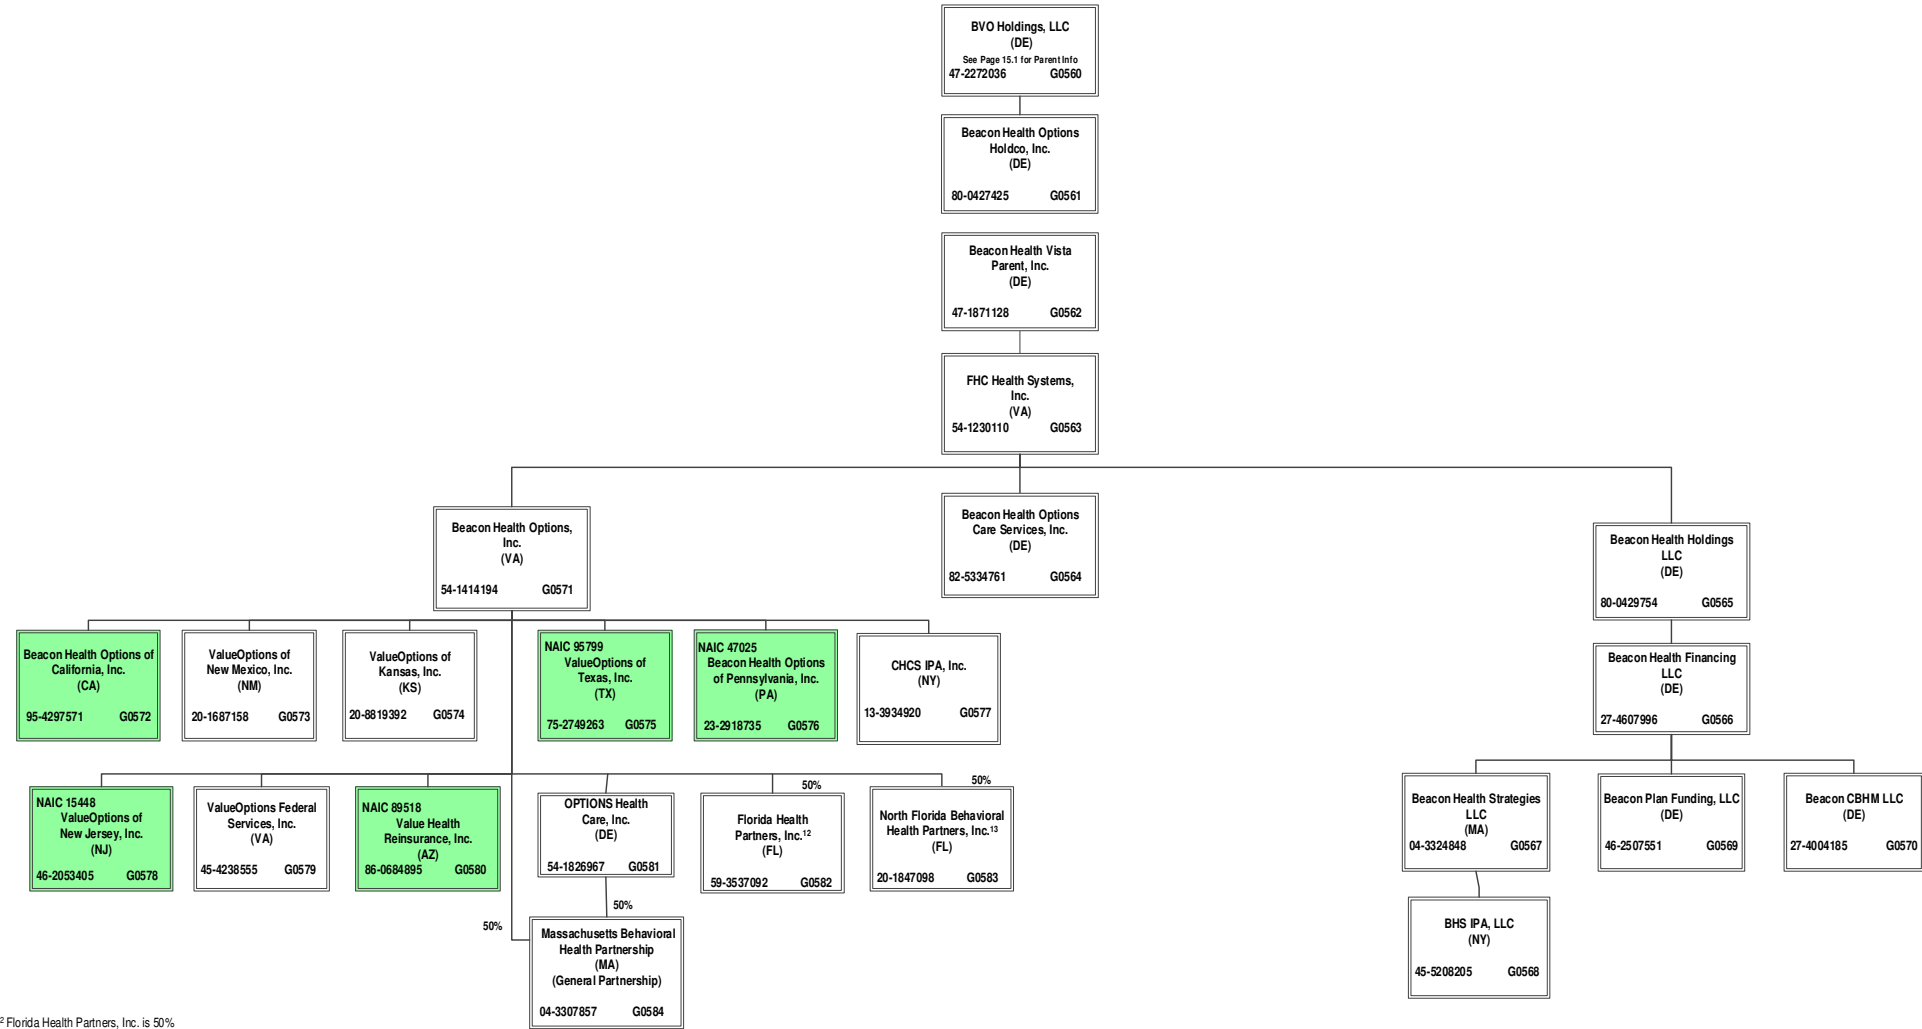 BVO Holdings, LLC
(DE)
See Page 15.1 for Parent Info
47-2272036 G0560
Beacon Health Options
Holdco, Inc.
(DE)
80-0427425 G0561
Beacon Health Vista
Parent, Inc.
(DE)
47-1871128 G0562
FHC Health Systems,
Inc.
(VA)
54-1230110 G0563
Beacon Health Options,
Inc.
(VA)
54-1414194 G0571
Beacon Health Options
Care Services, Inc.
(DE)
82-5334761 G0564
Beacon Health Holdings
LLC
(DE)
80-0429754 G0565
Beacon Health Options of
California, Inc.
(CA)
95-4297571 G0572
ValueOptions of
New Mexico, Inc.
(NM)
20-1687158 G0573
ValueOptions of
Kansas, Inc.
(KS)
20-8819392 G0574
NAIC 95799
ValueOptions of
Texas, Inc.
(TX)
75-2749263 G0575
NAIC 47025
Beacon Health Options
of Pennsylvania, Inc.
(PA)
23-2918735 G0576
CHCS IPA, Inc.
(NY)
13-3934920 G0577
Beacon Health Financing
LLC
(DE)
27-4607996 G0566
NAIC 15448
ValueOptions of
New Jersey, Inc.
(NJ)
46-2053405 G0578
ValueOptions Federal
Services, Inc.
(VA)
45-4238555 G0579
NAIC 89518
Value Health
Reinsurance, Inc.
(AZ)
86-0684895 G0580
OPTIONS Health
Care, Inc.
(DE)
54-1826967 G0581
50%
Florida Health
Partners, Inc.¹²
(FL)
59-3537092 G0582
50%
North Florida Behavioral
Health Partners, Inc.¹³
(FL)
20-1847098 G0583
Beacon Health Strategies
LLC
(MA)
04-3324848 G0567
Beacon Plan Funding, LLC
(DE)
46-2507551 G0569
Beacon CBHM LLC
(DE)
27-4004185 G0570
50%
50%
Massachusetts Behavioral
Health Partnership
(MA)
(General Partnership)
04-3307857 G0584
BHS IPA, LLC
(NY)
45-5208205 G0568
² Florida Health Partners, Inc. is 50%